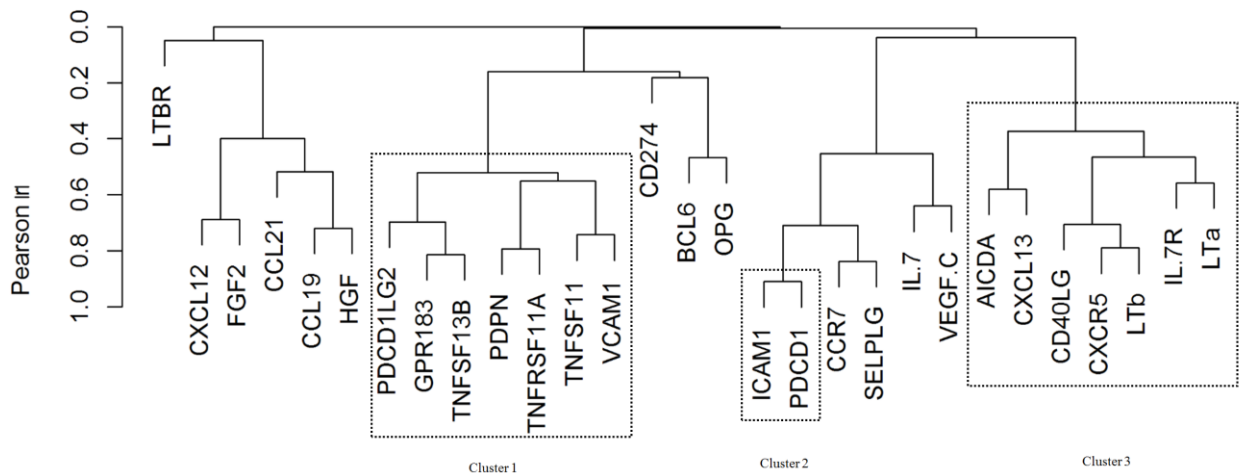 Pearson |r|
0.0
0.2
0.4
0.6
0.8
1.0
LTBR
CXCL12
FGF2
CCL21
CCL19
HGF
PDCD1LG2
GPR183
TNFSF13B
PDPN
TNFRSF11A
TNFSF11
VCAM1
CD274
BCL6
OPG
ICAM1
PDCD1
CCR7
SELPLG
IL.7
VEGF.C
AICDA
CXCL13
CD40LG
CXCR5
LTb
IL.7R
LTa
Cluster 1
Cluster 2
Cluster 3